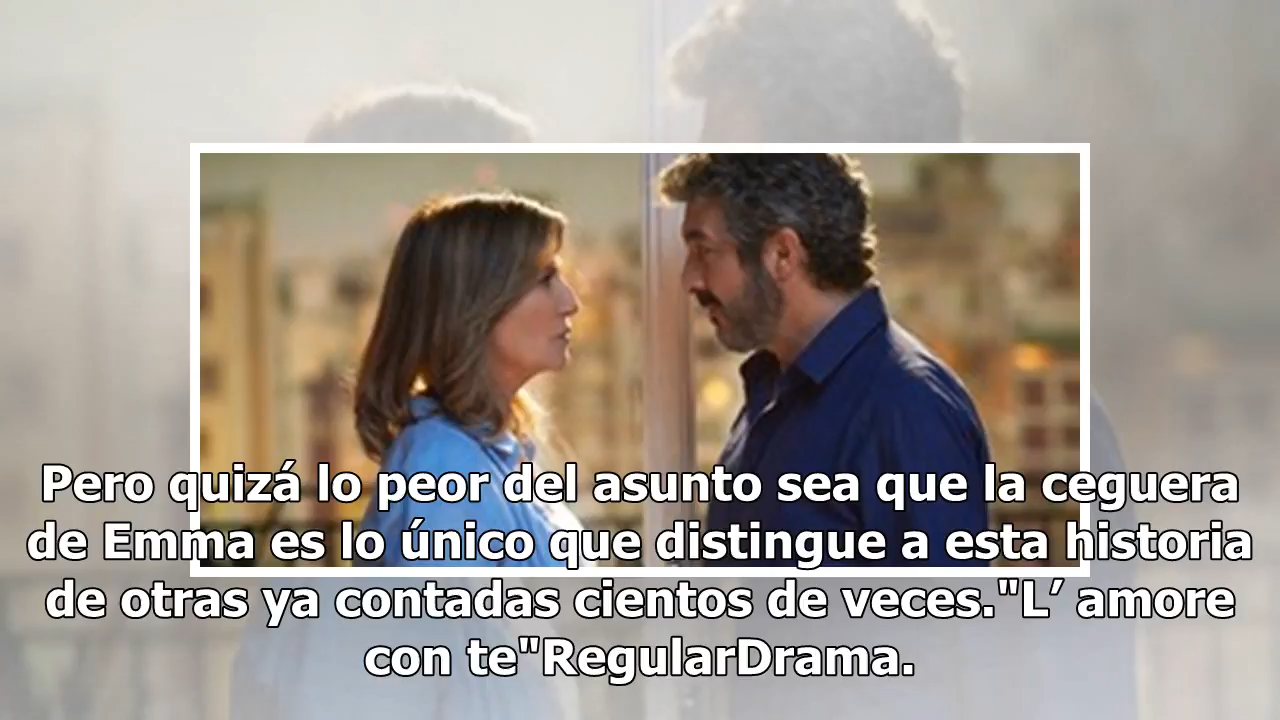 Pero quizá lo peor del asunto sea que la ceguera
de Emma es lo único que distingue a esta historia
de otras ya contadas cientos de veces."L’ amore
con te"RegularDrama.